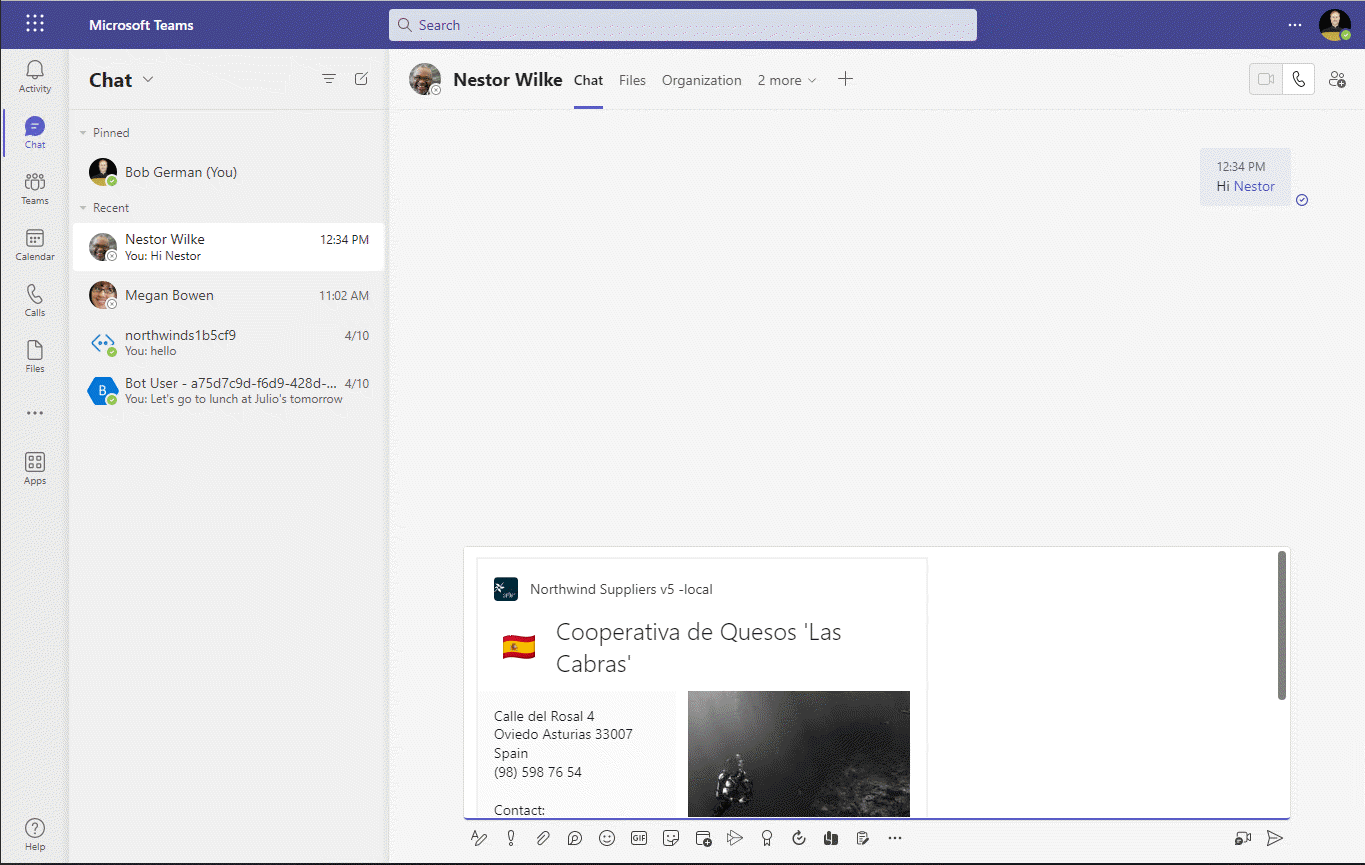 Microsoft Teams
Search
Activity
Chat
Teams
Calendar
Calls
Files
Apps
Help
Chat
Pinned
Bob German (You)
Recent
Nestor Wilke 12:34 PM
You: Hi Nestor
Megan Bowen 11:02 AM
northwinds1b5cf9 4/10
You: hello
B
Bot User - a75d7c9d-f6d9-428d-... 4/10
You: Let's go to lunch at Julio's tomorrow
Nestor Wilke Chat Files Organization 2 more
12:34 PM
Hi Nestor
Northwind Suppliers v5 -local
Cooperativa de Quesos 'Las
Cabras'
Calle del Rosal 4
Oviedo Asturias 33007
Spain
(98) 598 76 54
Contact:
GIF